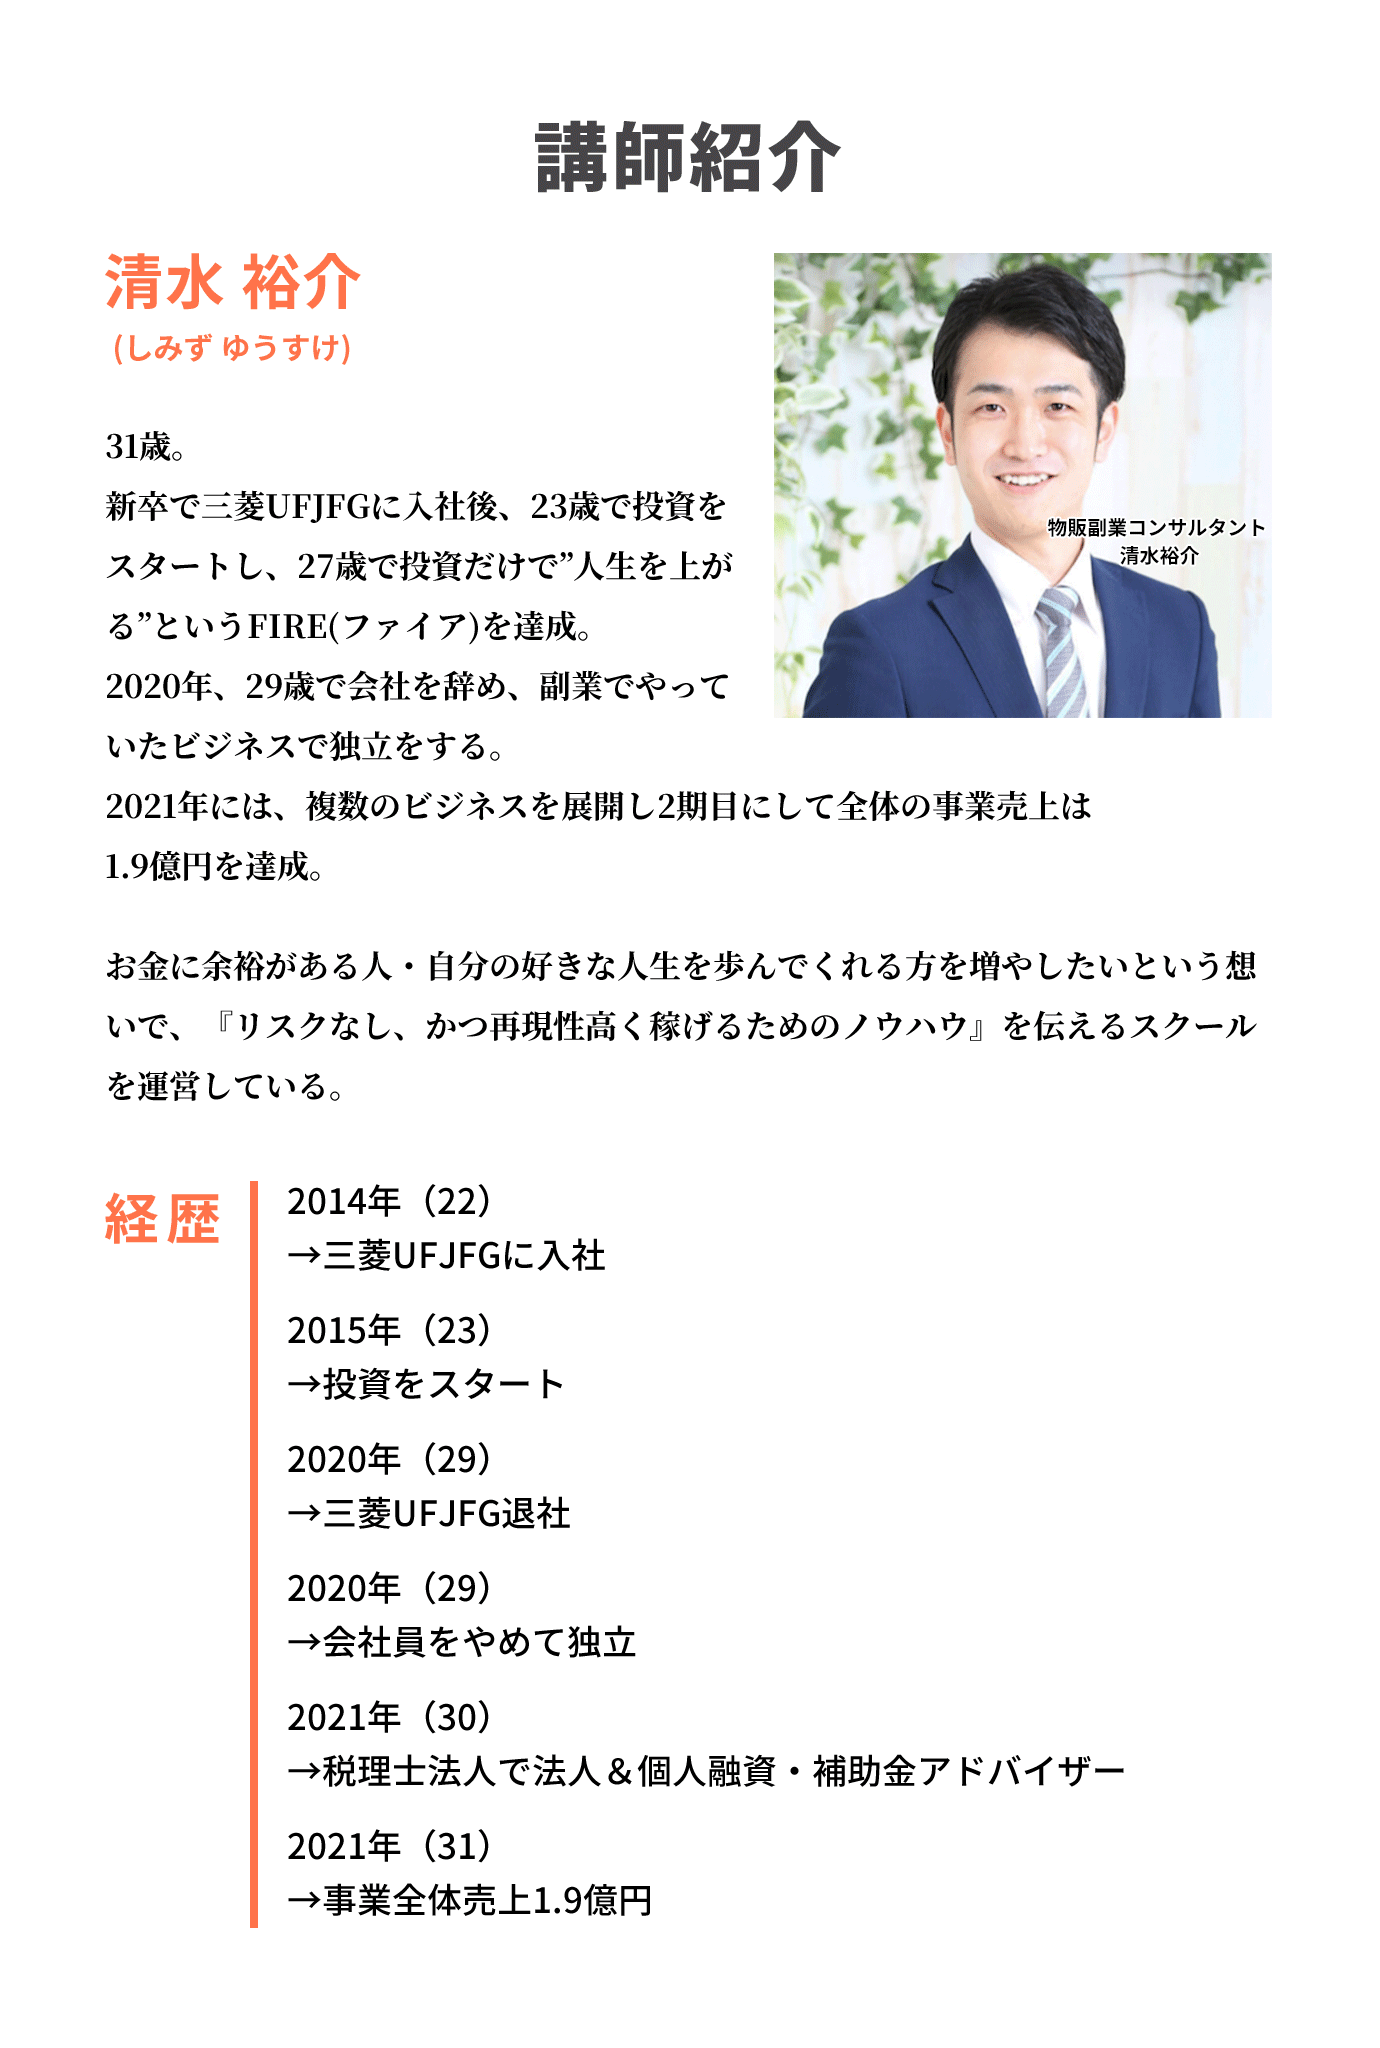 講師紹介
清水 裕介
(しみず ゆうすけ)
31歳。
新卒で三菱UFJFGに入社後、23歳で投資を
スタートし、27歳で投資だけで”人生を上が
る”というFIRE(ファイア)を達成。
2020年、29歳で会社を辞め、副業でやって
いたビジネスで独立をする。
2021年には、複数のビジネスを展開し2期目にして全体の事業売上は
1.9億円を達成。
物販副業コンサルタント
清水裕介
お金に余裕がある人・自分の好きな人生を歩んでくれる方を増やしたいという想
いで、『リスクなし、かつ再現性高く稼げるためのノウハウ』を伝えるスクール
を運営している。
経歴
2014年（22）
→三菱UFJFGに入社
2015年（23）
→投資をスタート
2020年（29）
→三菱UFJFG退社
2020年（29）
→会社員をやめて独立
2021年（30）
→税理士法人で法人＆個人融資・補助金アドバイザー
2021年（31）
→事業全体売上1.9億円